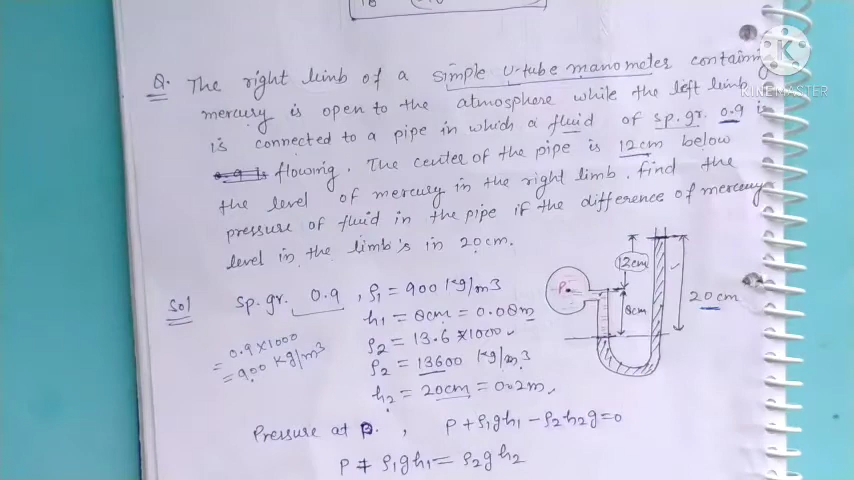 Q. The right limb of a simple U-tube manometer containing
mercury is open to the atmosphere while the left limb
is connected to a pipe in which a fluid of sp.gr. 0.9 is
flowing. The center of the pipe is 12cm below
the level of mercury in the right limb. find the
pressure of fluid in the pipe if the difference of mercury
level in the limb's in 20cm.
KINEMASTER
Sol
sp.gr. 0.9, ρ1 = 900 kg/m3
= 0.9×1000
= 900 kg/m3
h1 = 8cm = 0.08m
ρ2 = 13.6 ×1000
ρ2 = 13600 kg/m3
h2 = 20cm = 0.2m
P
12cm
8cm
20cm
Pressure at P., P + ρ1gh1 - ρ2h2g = 0
P + ρ1gh1 = ρ2gh2